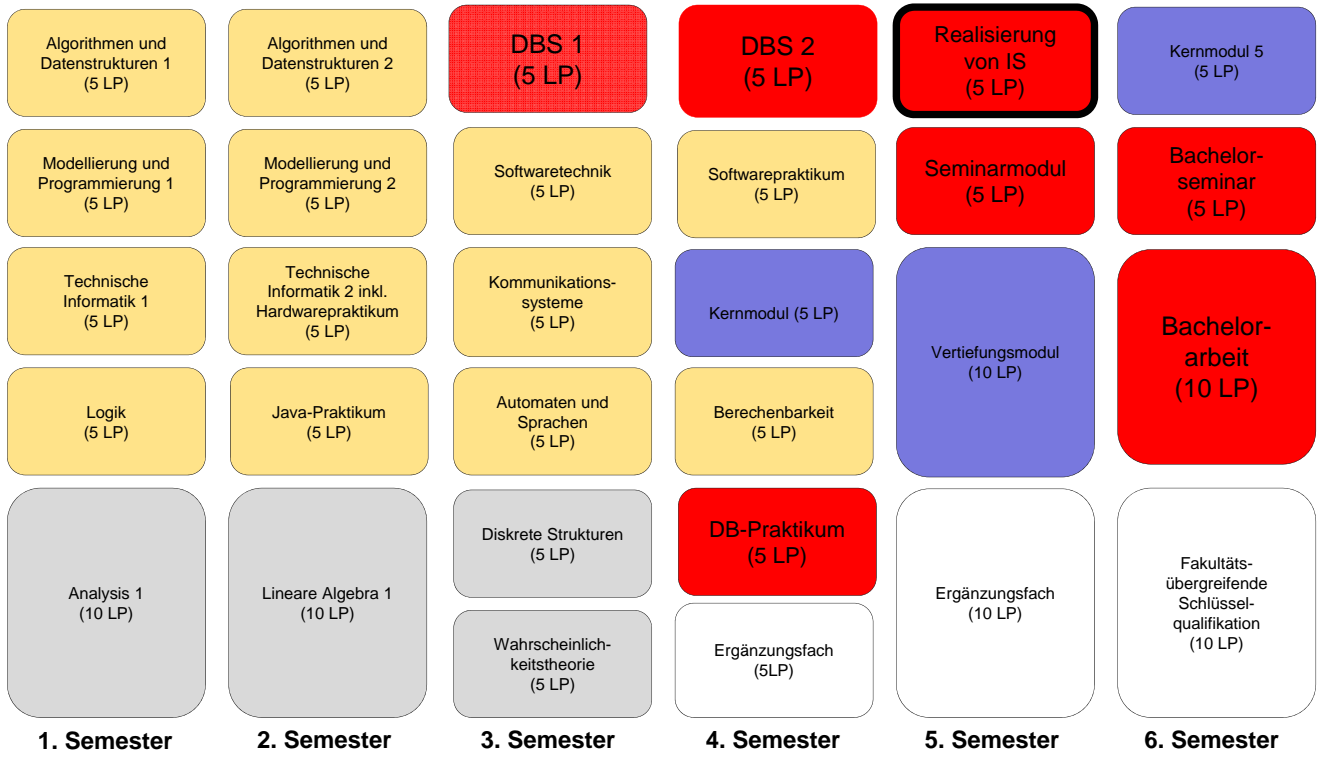 Algorithmen und
Datenstrukturen 1
(5 LP)
Algorithmen und
Datenstrukturen 2
(5 LP)
DBS 1
(5 LP)
DBS 2
(5 LP)
Realisierung
von IS
(5 LP)
Kernmodul 5
(5 LP)
Modellierung und
Programmierung 1
(5 LP)
Modellierung und
Programmierung 2
(5 LP)
Softwaretechnik
(5 LP)
Softwarepraktikum
(5 LP)
Seminarmodul
(5 LP)
Bachelor-
seminar
(5 LP)
Technische
Informatik 1
(5 LP)
Technische
Informatik 2 inkl.
Hardwarepraktikum
(5 LP)
Kommunikations-
systeme
(5 LP)
Kernmodul (5 LP)
Vertiefungsmodul
(10 LP)
Bachelor-
arbeit
(10 LP)
Logik
(5 LP)
Java-Praktikum
(5 LP)
Automaten und
Sprachen
(5 LP)
Berechenbarkeit
(5 LP)
Analysis 1
(10 LP)
Lineare Algebra 1
(10 LP)
Diskrete Strukturen
(5 LP)
DB-Praktikum
(5 LP)
Ergänzungsfach
(10 LP)
Fakultäts-
übergreifende
Schlüssel-
qualifikation
(10 LP)
Wahrscheinlich-
keitstheorie
(5 LP)
Ergänzungsfach
(5LP)
1. Semester
2. Semester
3. Semester
4. Semester
5. Semester
6. Semester